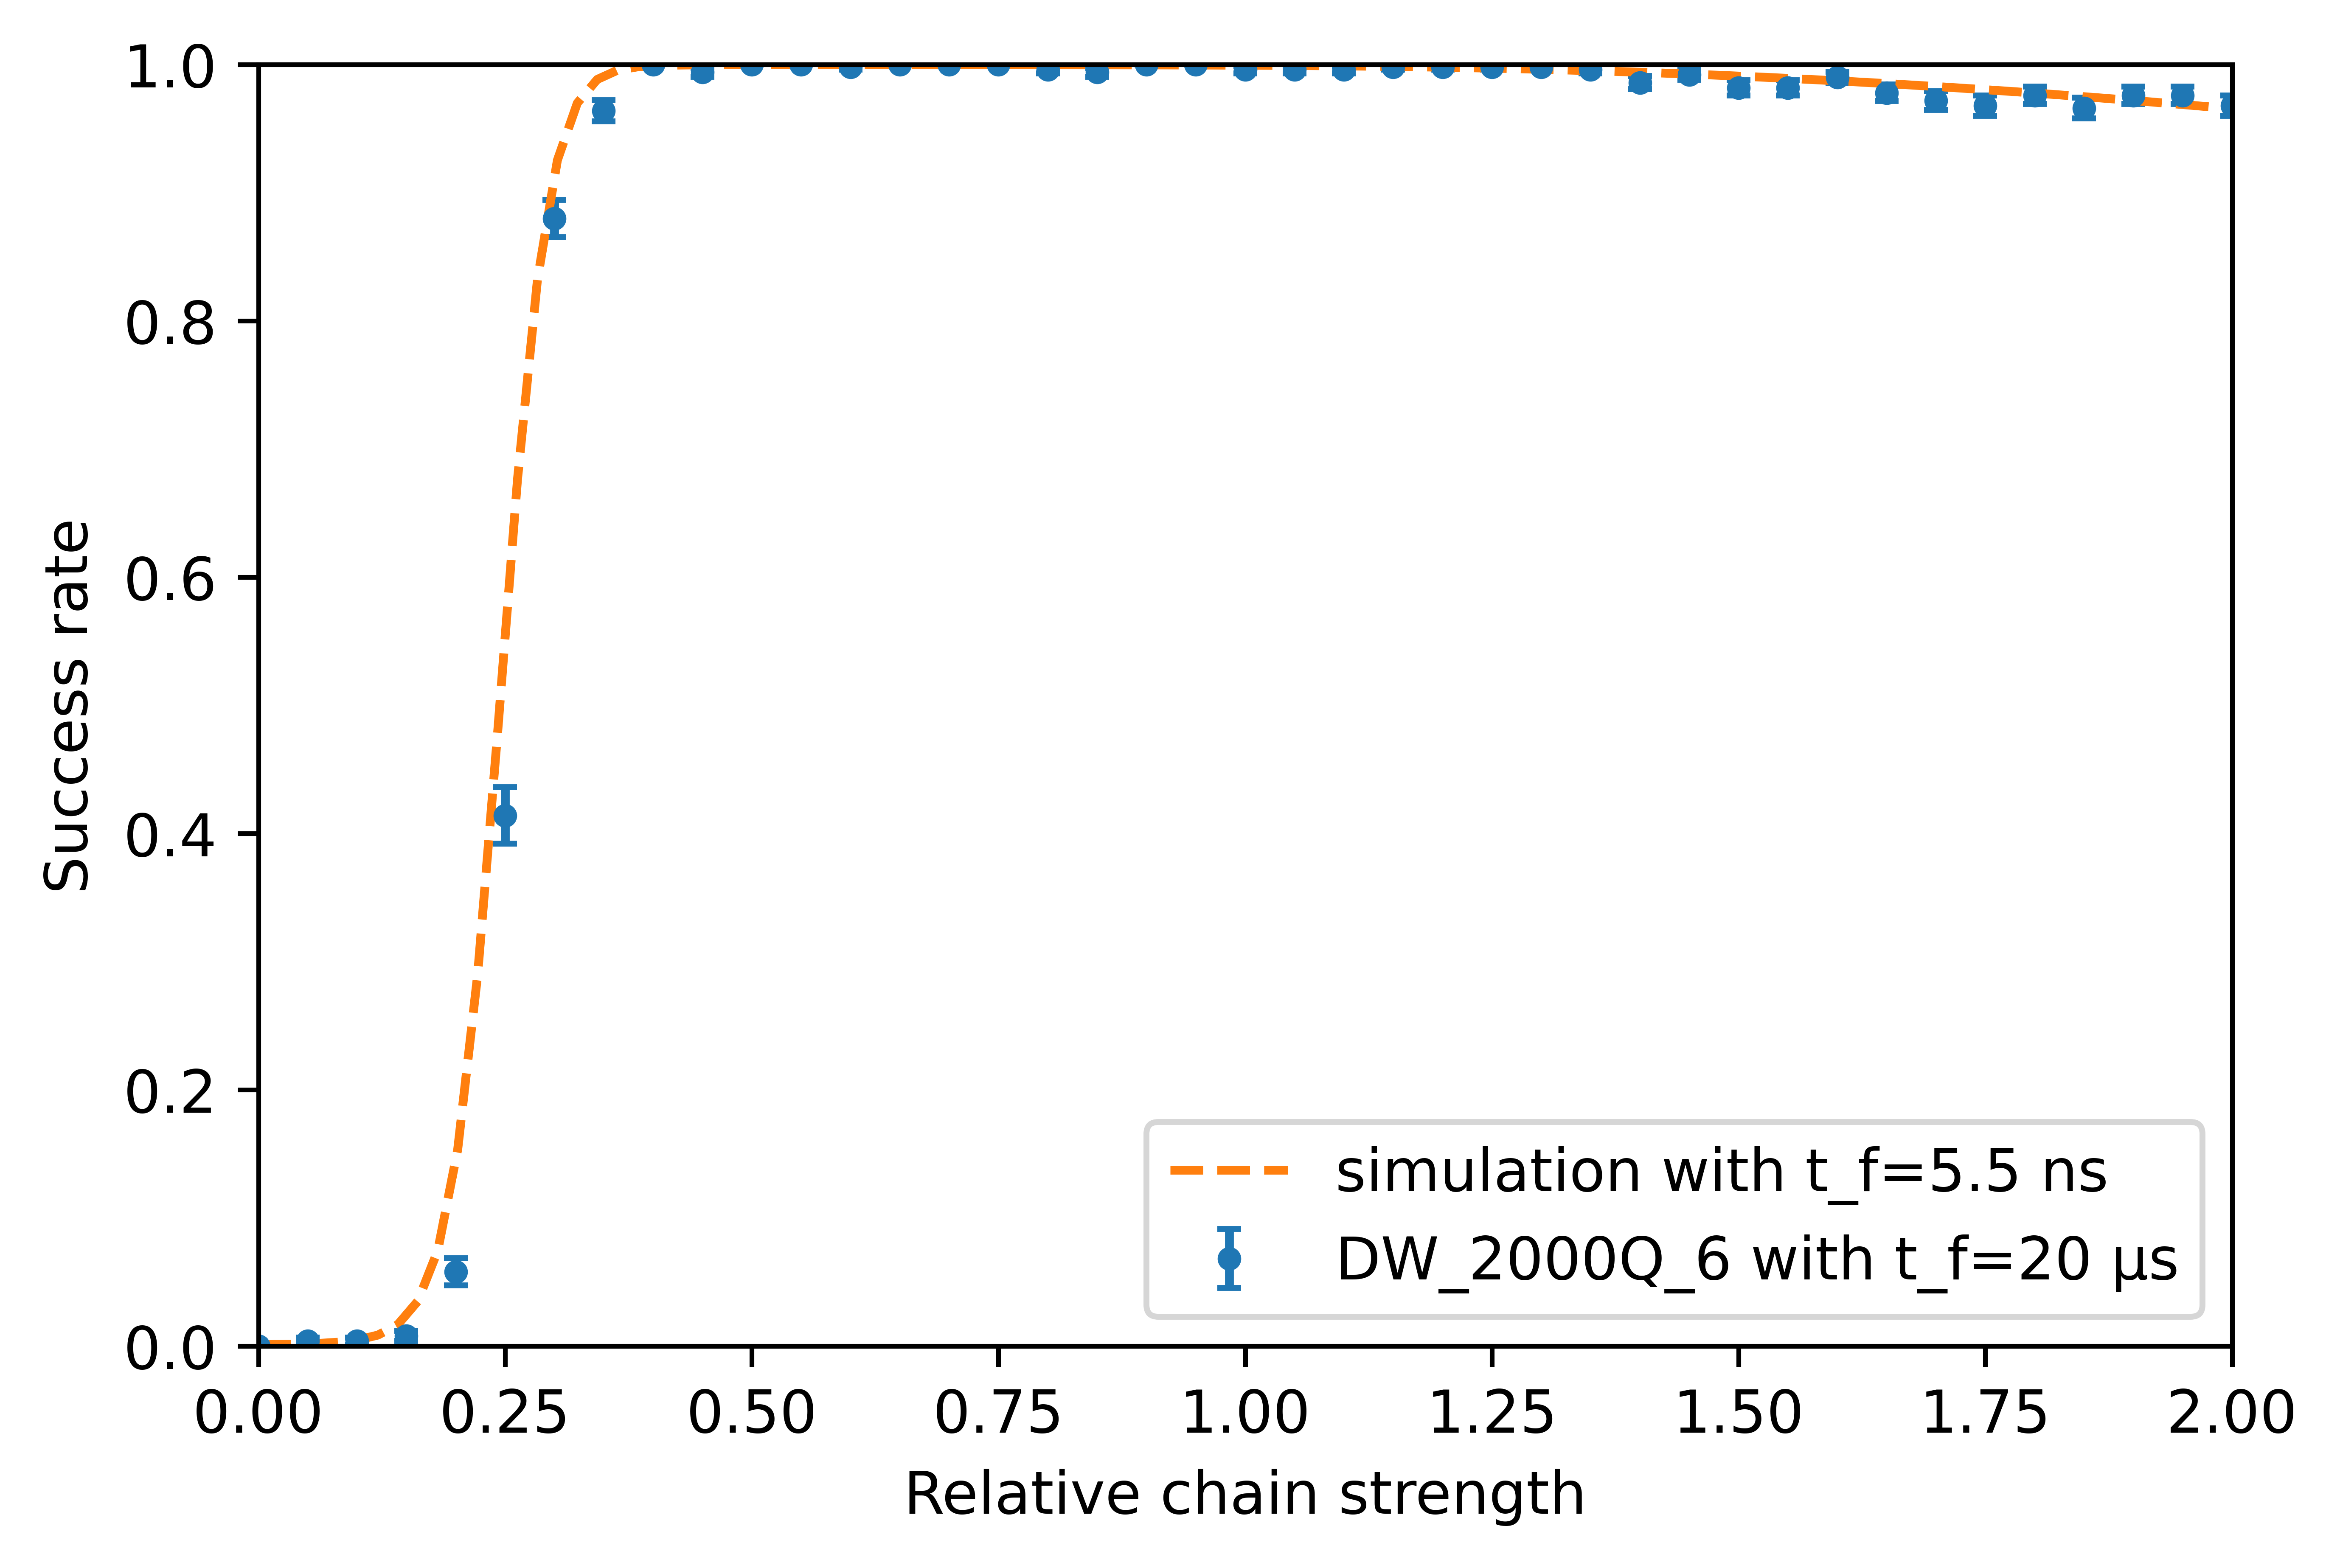 1.0
0.8
0.6
0.4
0.2
0.0
Success rate
simulation with t_f=5.5 ns
DW_2000Q_6 with t_f=20 μs
0.00 0.25 0.50 0.75 1.00 1.25 1.50 1.75 2.00
Relative chain strength